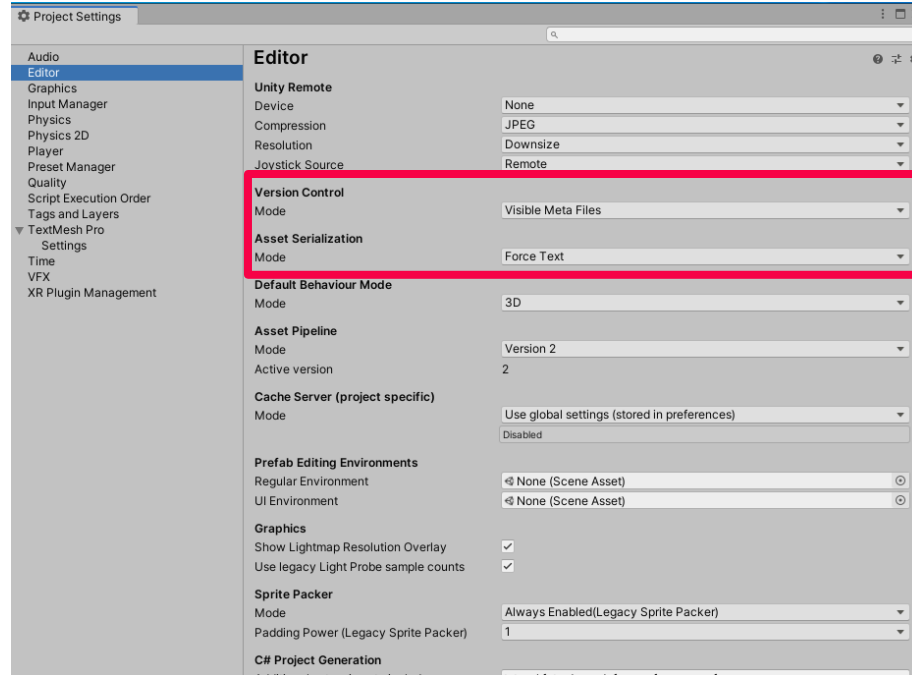 Project Settings
Audio
Editor
Graphics
Input Manager
Physics
Physics 2D
Player
Preset Manager
Quality
Script Execution Order
Tags and Layers
TextMesh Pro
Settings
Time
VFX
XR Plugin Management
Editor
Unity Remote
Device None
Compression JPEG
Resolution Downsize
Joystick Source Remote
Version Control
Mode Visible Meta Files
Asset Serialization
Mode Force Text
Default Behaviour Mode
Mode 3D
Asset Pipeline
Mode Version 2
Active version 2
Cache Server (project specific)
Mode Use global settings (stored in preferences)
Disabled
Prefab Editing Environments
Regular Environment None (Scene Asset)
UI Environment None (Scene Asset)
Graphics
Show Lightmap Resolution Overlay
Use legacy Light Probe sample counts
Sprite Packer
Mode Always Enabled(Legacy Sprite Packer)
Padding Power (Legacy Sprite Packer) 1
C# Project Generation